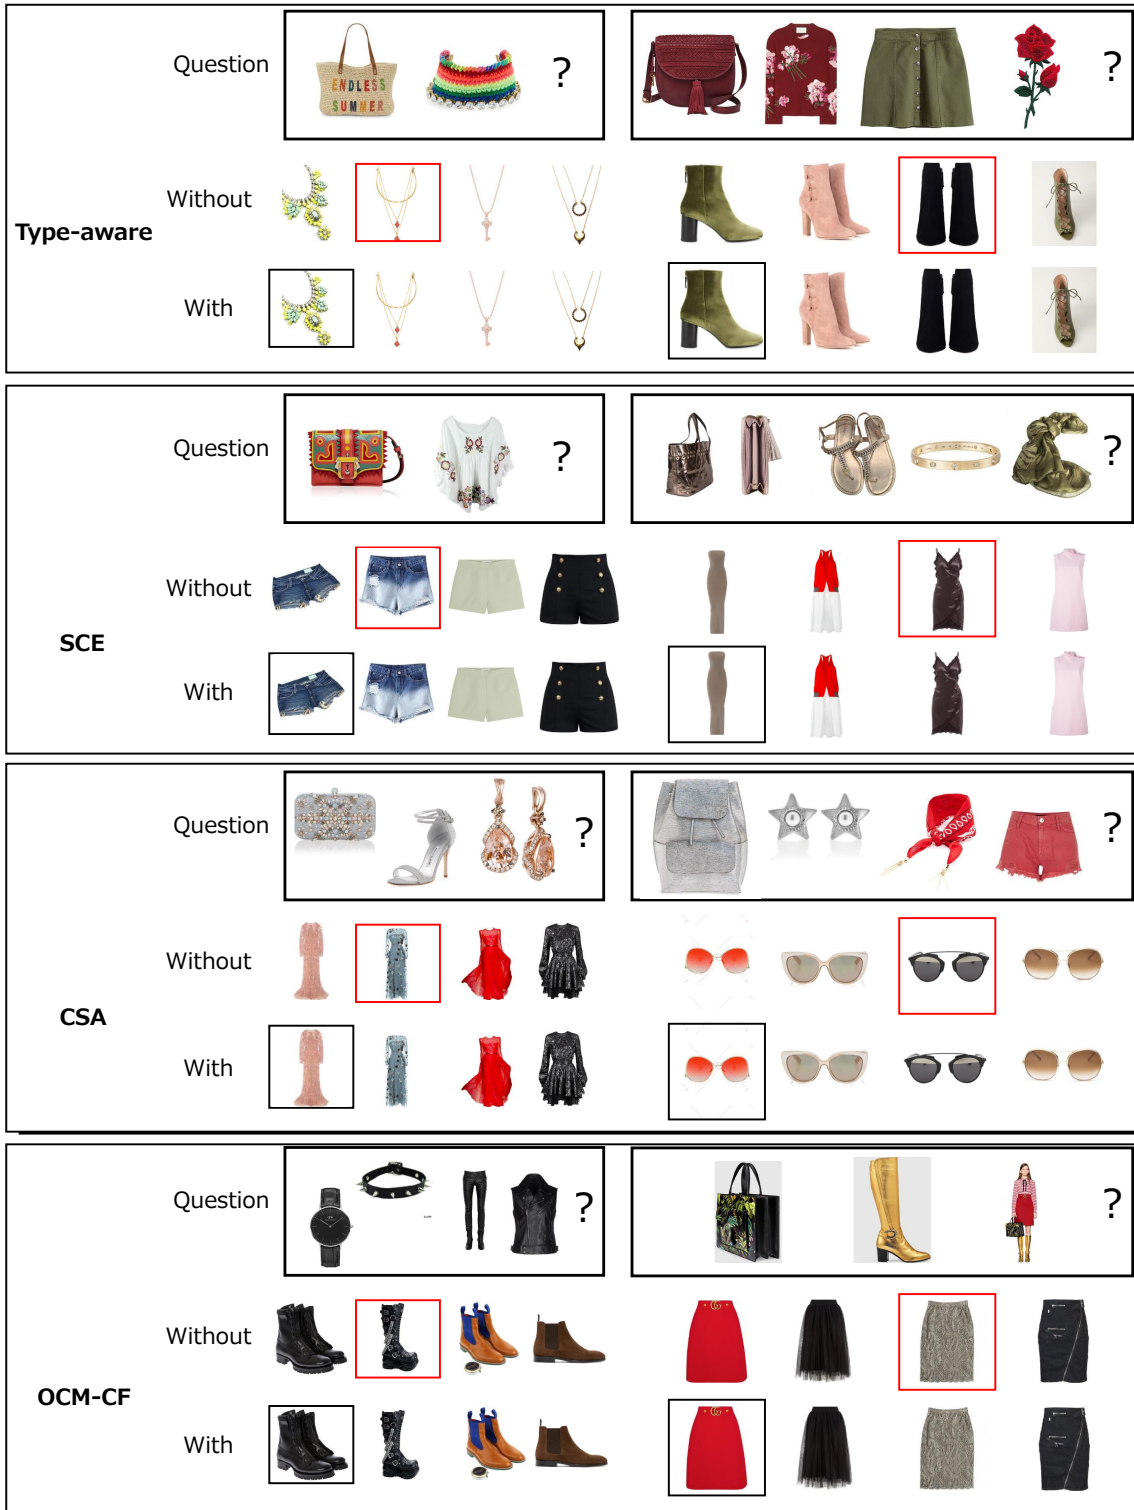 Question
?
?
ENDLESS
SUMMER
Without
Type-aware
With
Question
?
?
Without
SCE
With
Question
?
?
Without
CSA
With
Question
?
?
Without
OCM-CF
With